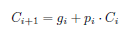 C_{i+1} = g_i + p_i · C_i